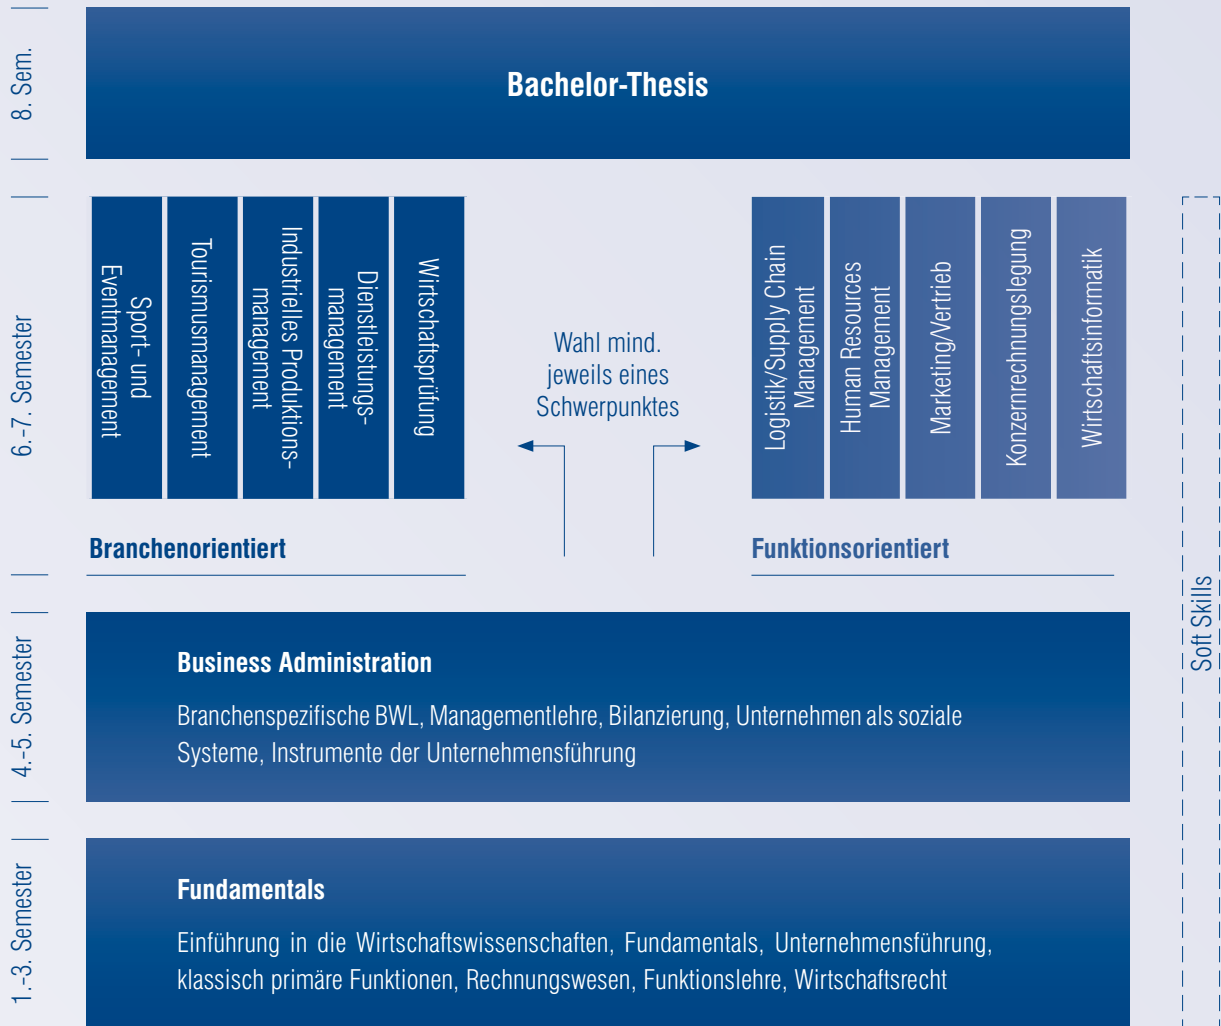 8. Sem.
Bachelor-Thesis
6.-7. Semester
Sport- und
Eventmanagement
Tourismusmanagement
Industrielles Produktions-
management
Dienstleistungs-
management
Wirtschaftsprüfung
Wahl mind.
jeweils eines
Schwerpunktes
Logistik/Supply Chain
Management
Human Resources
Management
Marketing/Vertrieb
Konzernrechnungslegung
Wirtschaftsinformatik
Branchenorientiert
Funktionsorientiert
Soft Skills
4.-5. Semester
Business Administration
Branchenspezifische BWL, Managementlehre, Bilanzierung, Unternehmen als soziale
Systeme, Instrumente der Unternehmensführung
1.-3. Semester
Fundamentals
Einführung in die Wirtschaftswissenschaften, Fundamentals, Unternehmensführung,
klassisch primäre Funktionen, Rechnungswesen, Funktionslehre, Wirtschaftsrecht